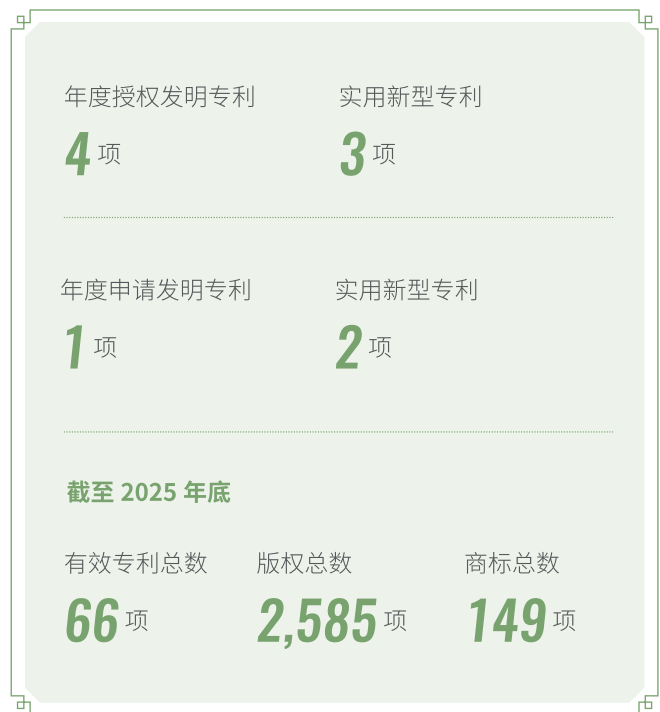 年度授权发明专利 实用新型专利
4 项 3 项
年度申请发明专利 实用新型专利
1 项 2 项
截至 2025 年底
有效专利总数 版权总数 商标总数
66 项 2,585 项 149 项